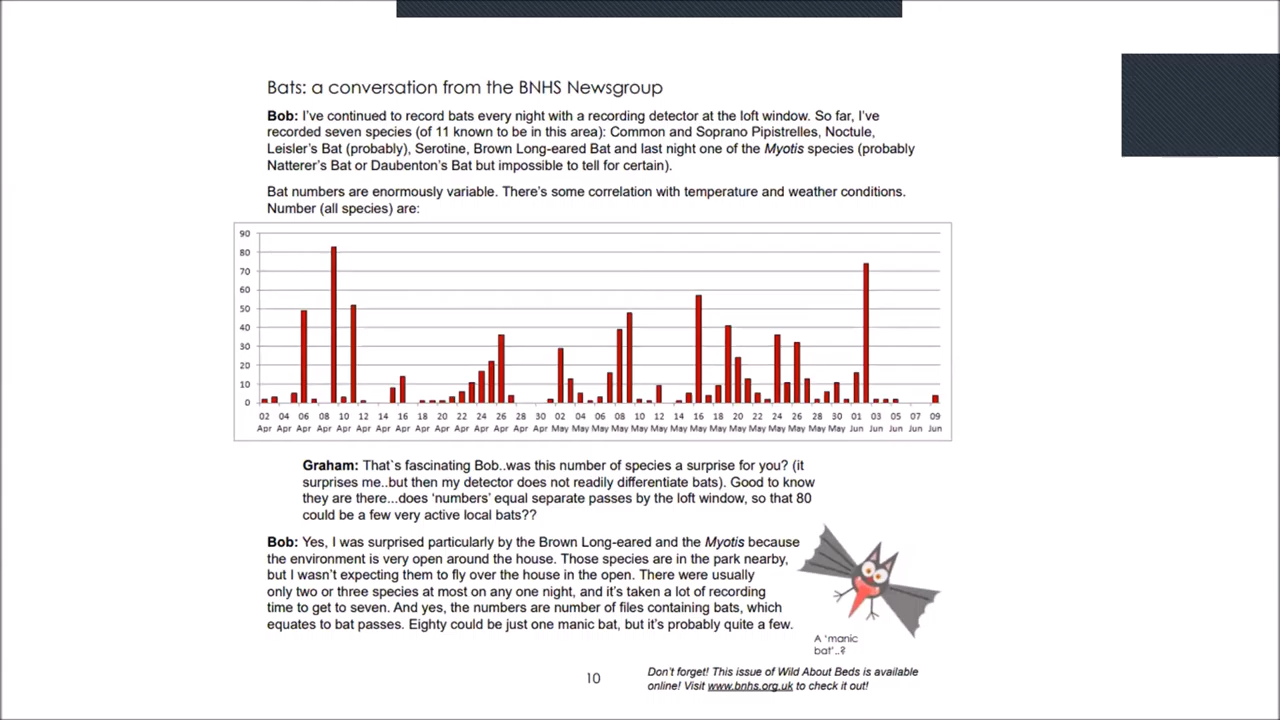 Bats: a conversation from the BNHS Newsgroup
Bob: I've continued to record bats every night with a recording detector at the loft window. So far, I've
recorded seven species (of 11 known to be in this area): Common and Soprano Pipistrelles, Noctule,
Leisler's Bat (probably), Serotine, Brown Long-eared Bat and last night one of the Myotis species (probably
Natterer's Bat or Daubenton's Bat but impossible to tell for certain).
Bat numbers are enormously variable. There's some correlation with temperature and weather conditions.
Number (all species) are:
90
80
70
60
50
40
30
20
10
0
02 04 06 08 10 12 14 16 18 20 22 24 26 28 30 02 04 06 08 10 12 14 16 18 20 22 24 26 28 30 01 03 05 07 09
Apr Apr Apr Apr Apr Apr Apr Apr Apr Apr Apr Apr Apr Apr Apr May May May May May May May May May May May May May May May Jun Jun Jun Jun Jun
Graham: That`s fascinating Bob..was this number of species a surprise for you? (it
surprises me..but then my detector does not readily differentiate bats). Good to know
they are there...does 'numbers' equal separate passes by the loft window, so that 80
could be a few very active local bats??
Bob: Yes, I was surprised particularly by the Brown Long-eared and the Myotis because
the environment is very open around the house. Those species are in the park nearby,
but I wasn't expecting them to fly over the house in the open. There were usually
only two or three species at most on any one night, and it's taken a lot of recording
time to get to seven. And yes, the numbers are number of files containing bats, which
equates to bat passes. Eighty could be just one manic bat, but it's probably quite a few.
A 'manic
bat'..?
10
Don't forget! This issue of Wild About Beds is available
online! Visit www.bnhs.org.uk to check it out!